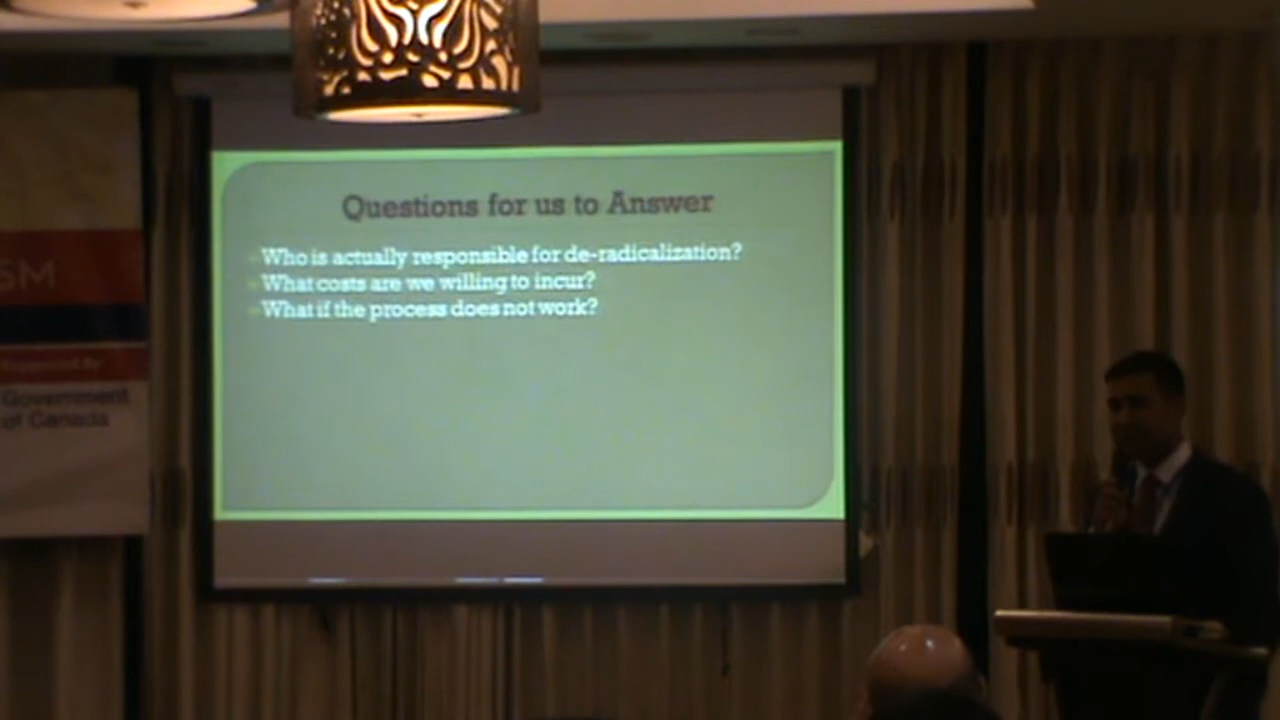 Questions for us to Answer
Who is actually responsible for de-radicalization?
What costs are we willing to incur?
What if the process does not work?
SM
Government
of Canada